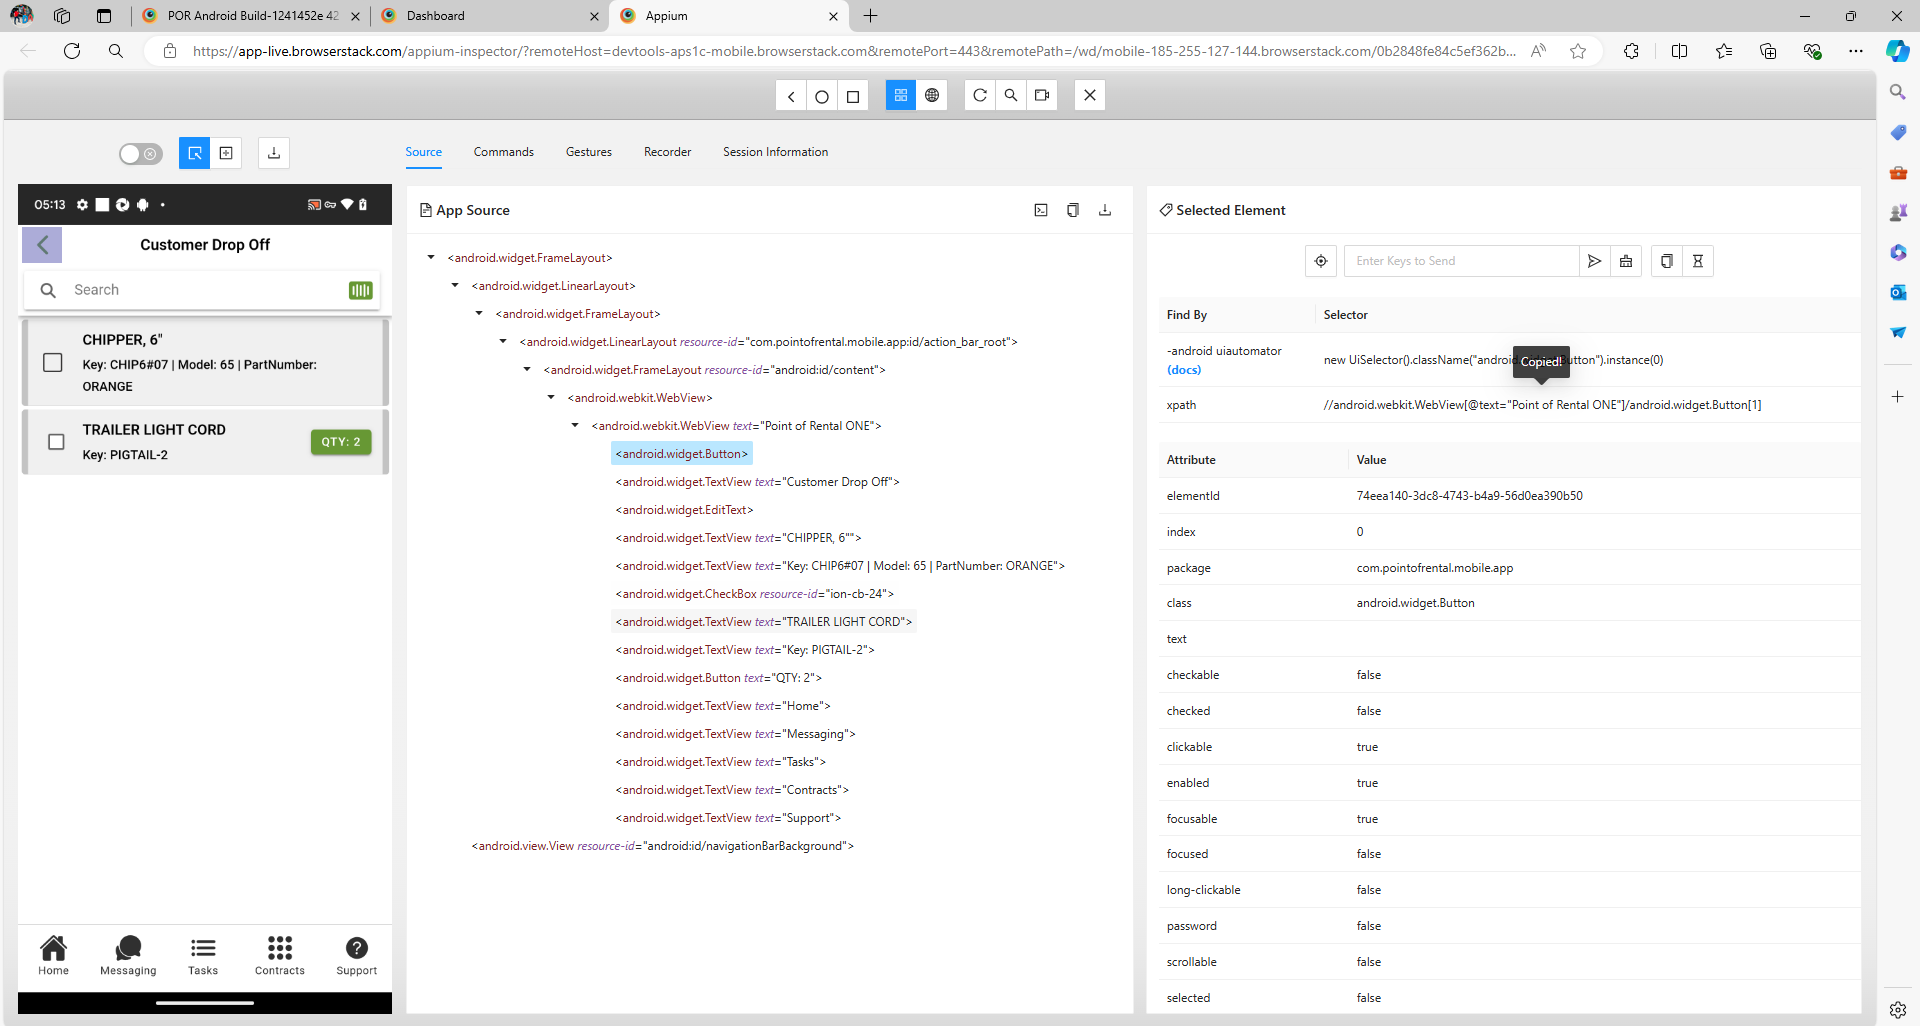 POR Android Build-1241452e 42
Dashboard
Appium
https://app-live.browserstack.com/appium-inspector/?remoteHost=devtools-aps1c-mobile.browserstack.com&remotePort=443&remotePath=/wd/mobile-185-255-127-144.browserstack.com/0b2848fe84c5ef362b...
Source
Commands
Gestures
Recorder
Session Information
05:13
Customer Drop Off
Search
CHIPPER, 6"
Key: CHIP6#07 | Model: 65 | PartNumber:
ORANGE
TRAILER LIGHT CORD
Key: PIGTAIL-2
QTY: 2
Home
Messaging
Tasks
Contracts
Support
App Source
<android.widget.FrameLayout>
<android.widget.LinearLayout>
<android.widget.FrameLayout>
<android.widget.LinearLayout resource-id="com.pointofrental.mobile.app:id/action_bar_root">
<android.widget.FrameLayout resource-id="android:id/content">
<android.webkit.WebView>
<android.webkit.WebView text="Point of Rental ONE">
<android.widget.Button>
<android.widget.TextView text="Customer Drop Off">
<android.widget.EditText>
<android.widget.TextView text="CHIPPER, 6"">
<android.widget.TextView text="Key: CHIP6#07 | Model: 65 | PartNumber: ORANGE">
<android.widget.CheckBox resource-id="ion-cb-24">
<android.widget.TextView text="TRAILER LIGHT CORD">
<android.widget.TextView text="Key: PIGTAIL-2">
<android.widget.Button text="QTY: 2">
<android.widget.TextView text="Home">
<android.widget.TextView text="Messaging">
<android.widget.TextView text="Tasks">
<android.widget.TextView text="Contracts">
<android.widget.TextView text="Support">
<android.view.View resource-id="android:id/navigationBarBackground">
Selected Element
Enter Keys to Send
Find By Selector
-android uiautomator
(docs)
new UiSelector().className("android
utton").instance(0)
Copied!
xpath //android.webkit.WebView[@text="Point of Rental ONE"]/android.widget.Button[1]
Attribute Value
elementId 74eea140-3dc8-4743-b4a9-56d0ea390b50
index 0
package com.pointofrental.mobile.app
class android.widget.Button
text
checkable false
checked false
clickable true
enabled true
focusable true
focused false
long-clickable false
password false
scrollable false
selected false